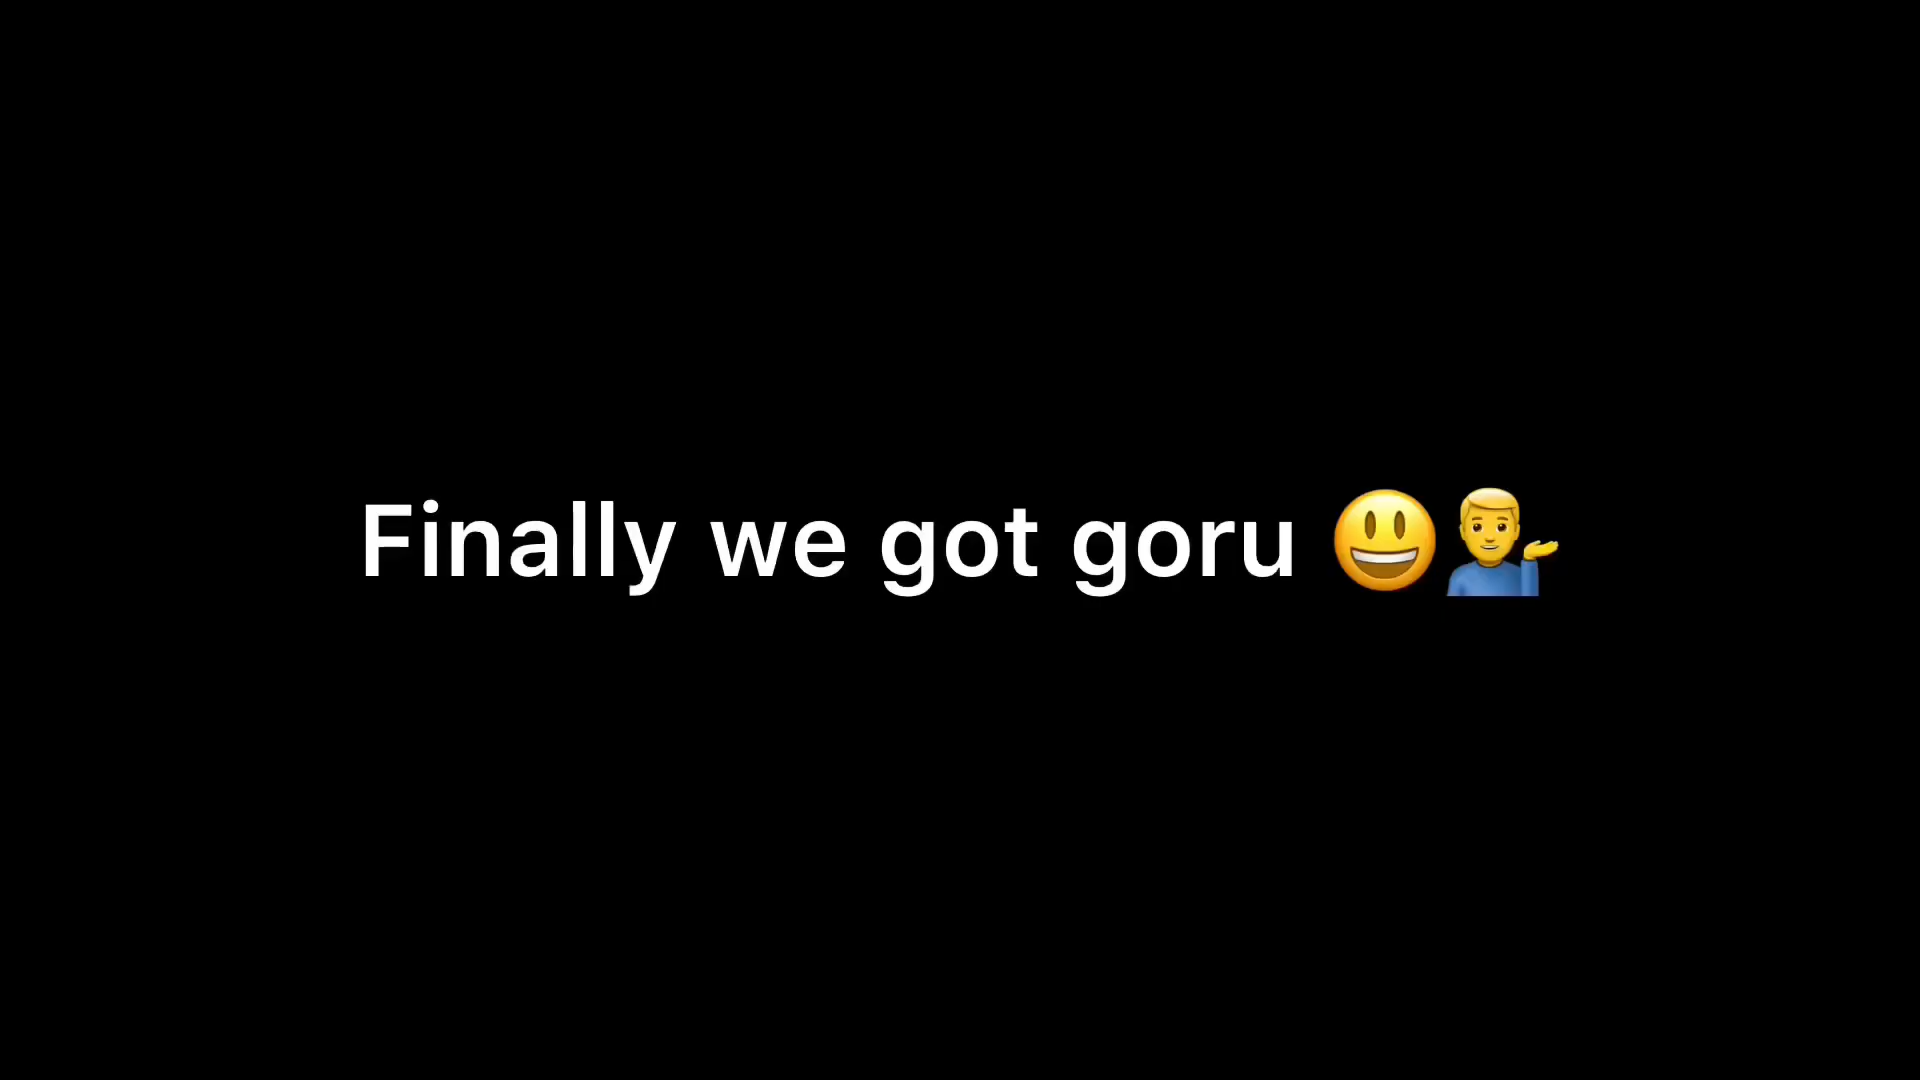 Finally we got goru 😃💁‍♂️